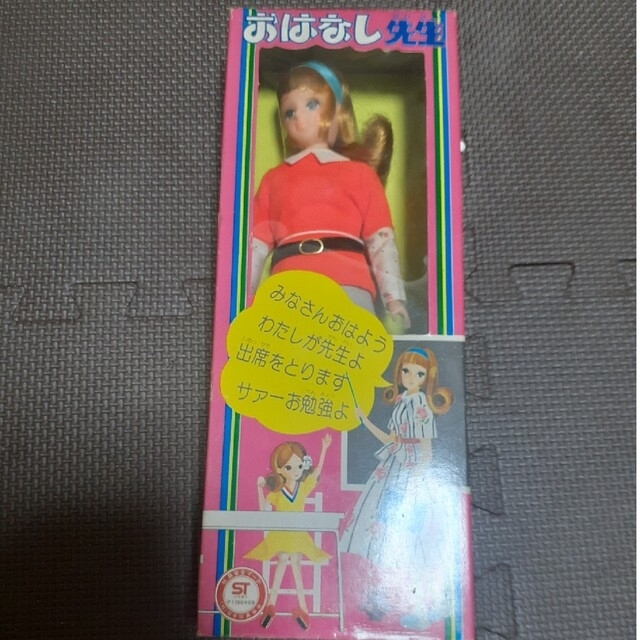 おはなし先生
みなさんおはよう
わたしが先生よ
出席をとります
サアーお勉強よ
ST